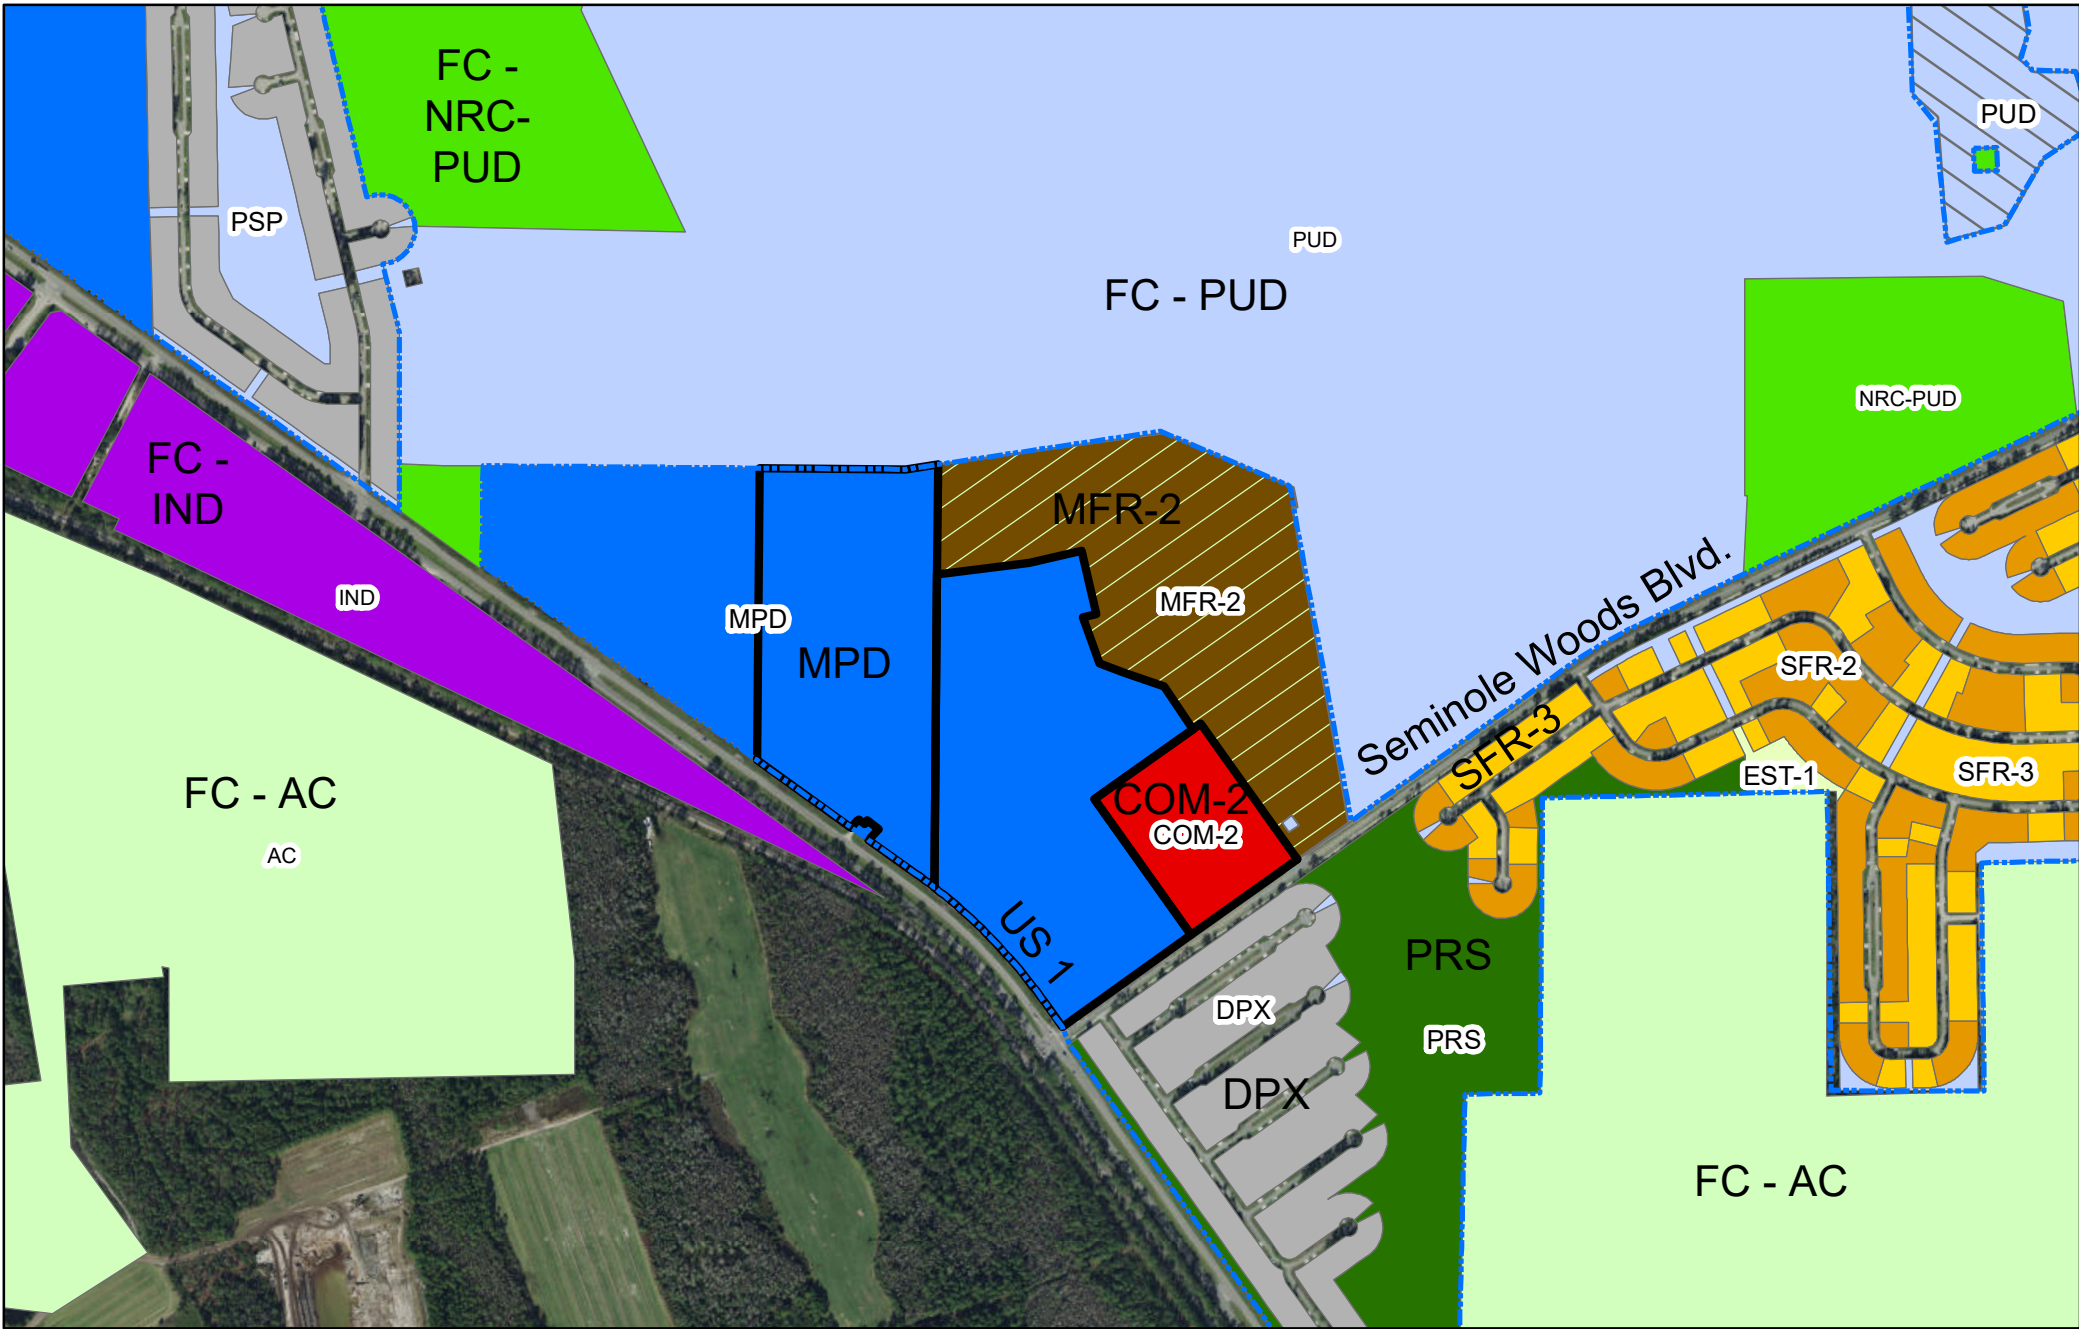 FC -
NRC-
PUD
PUD
PSP
PUD
FC - PUD
NRC-PUD
FC -
IND
IND
MFR-2
MFR-2
MPD
MPD
Seminole Woods Blvd.
SFR-2
SFR-3
EST-1
SFR-3
FC - AC
AC
COM-2
COM-2
US 1
PRS
PRS
DPX
DPX
FC - AC